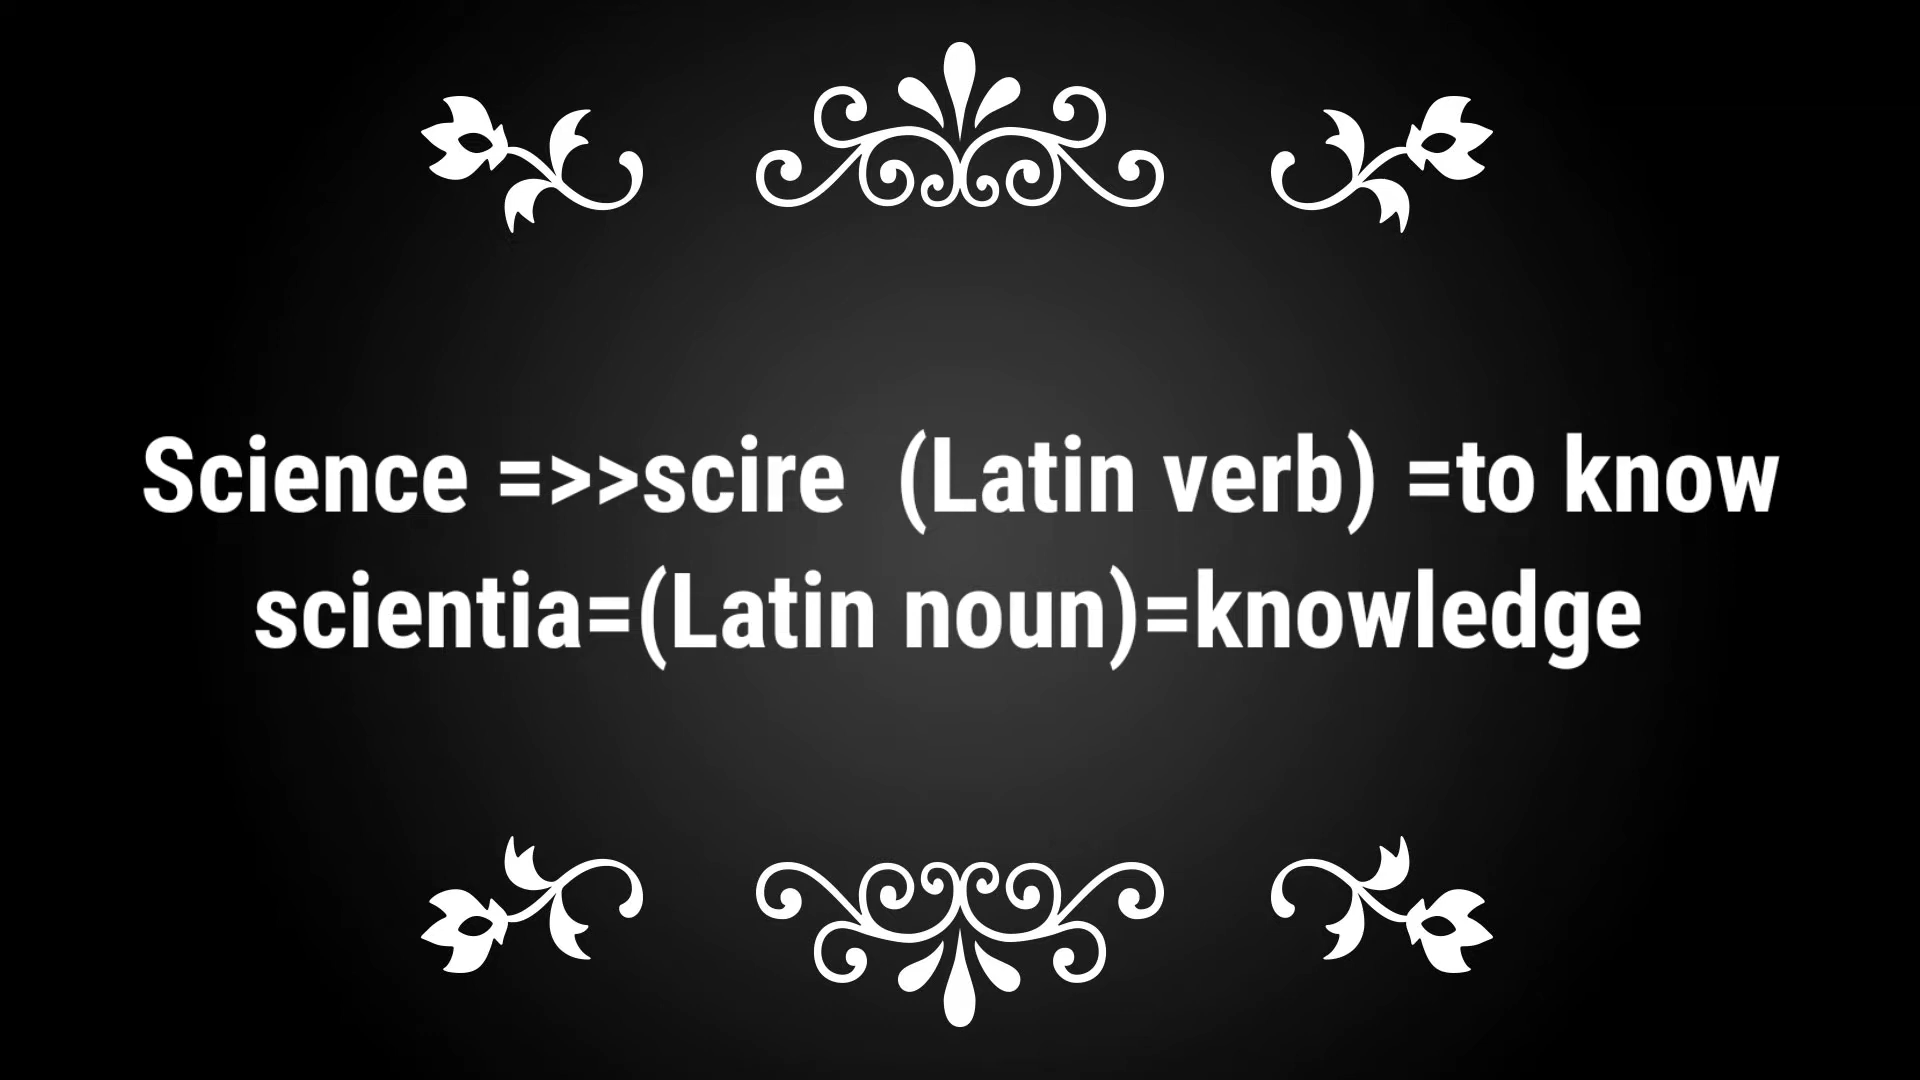 Science =>>scire  (Latin verb) =to know
scientia=(Latin noun)=knowledge